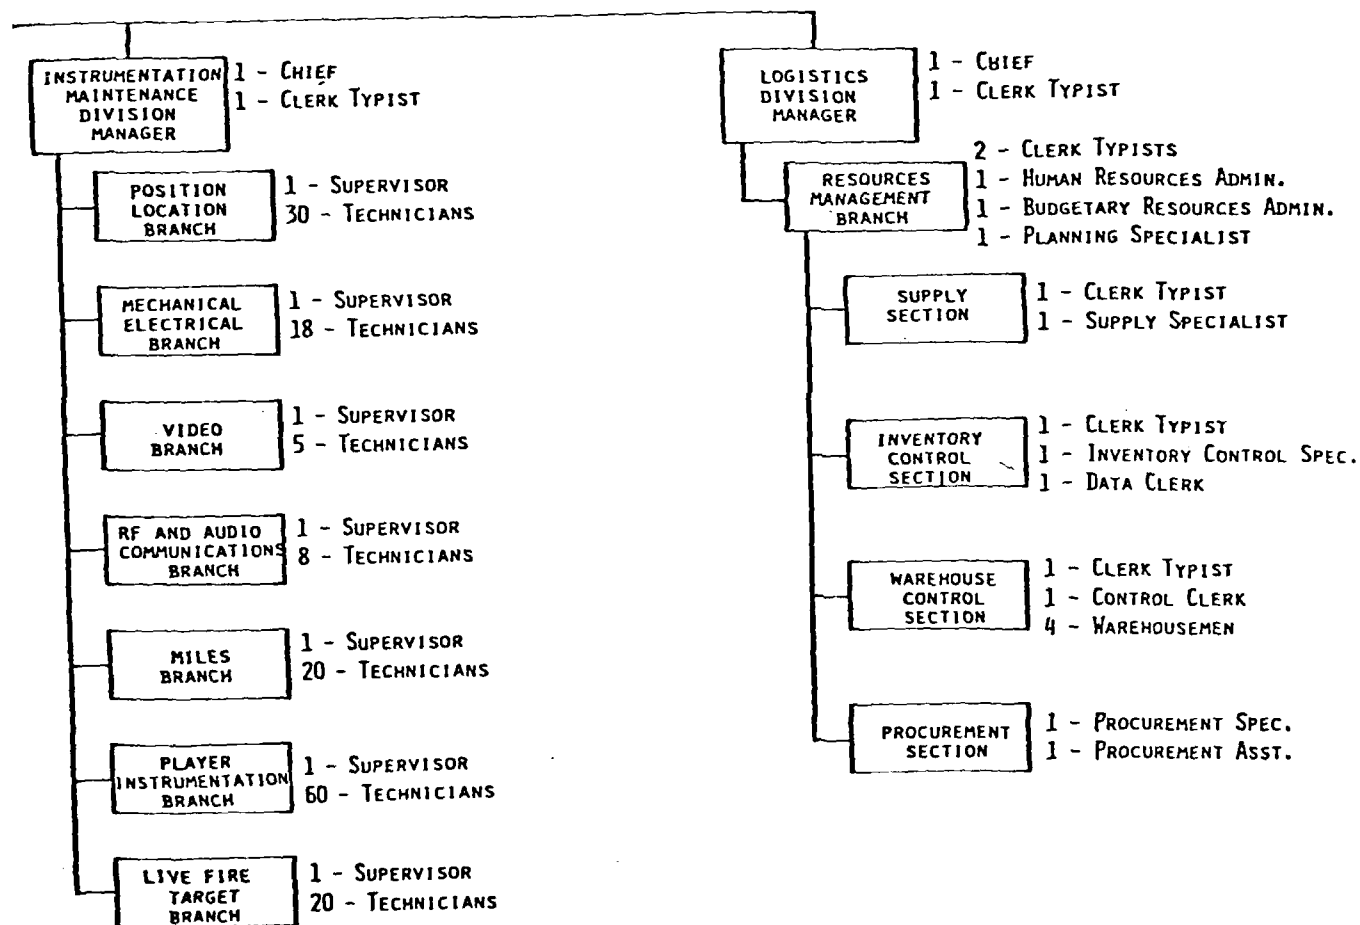 INSTRUMENTATION
MAINTENANCE
DIVISION
MANAGER
1 - CHIEF
1 - CLERK TYPIST
POSITION
LOCATION
BRANCH
1 - SUPERVISOR
30 - TECHNICIANS
MECHANICAL
ELECTRICAL
BRANCH
1 - SUPERVISOR
18 - TECHNICIANS
VIDEO
BRANCH
1 - SUPERVISOR
5 - TECHNICIANS
RF AND AUDIO
COMMUNICATIONS
BRANCH
1 - SUPERVISOR
8 - TECHNICIANS
MILES
BRANCH
1 - SUPERVISOR
20 - TECHNICIANS
PLAYER
INSTRUMENTATION
BRANCH
1 - SUPERVISOR
60 - TECHNICIANS
LIVE FIRE
TARGET
BRANCH
1 - SUPERVISOR
20 - TECHNICIANS
LOGISTICS
DIVISION
MANAGER
1 - CHIEF
1 - CLERK TYPIST
RESOURCES
MANAGEMENT
BRANCH
2 - CLERK TYPISTS
1 - HUMAN RESOURCES ADMIN.
1 - BUDGETARY RESOURCES ADMIN.
1 - PLANNING SPECIALIST
SUPPLY
SECTION
1 - CLERK TYPIST
1 - SUPPLY SPECIALIST
INVENTORY
CONTROL
SECTION
1 - CLERK TYPIST
1 - INVENTORY CONTROL SPEC.
1 - DATA CLERK
WAREHOUSE
CONTROL
SECTION
1 - CLERK TYPIST
1 - CONTROL CLERK
4 - WAREHOUSEMEN
PROCUREMENT
SECTION
1 - PROCUREMENT SPEC.
1 - PROCUREMENT ASST.